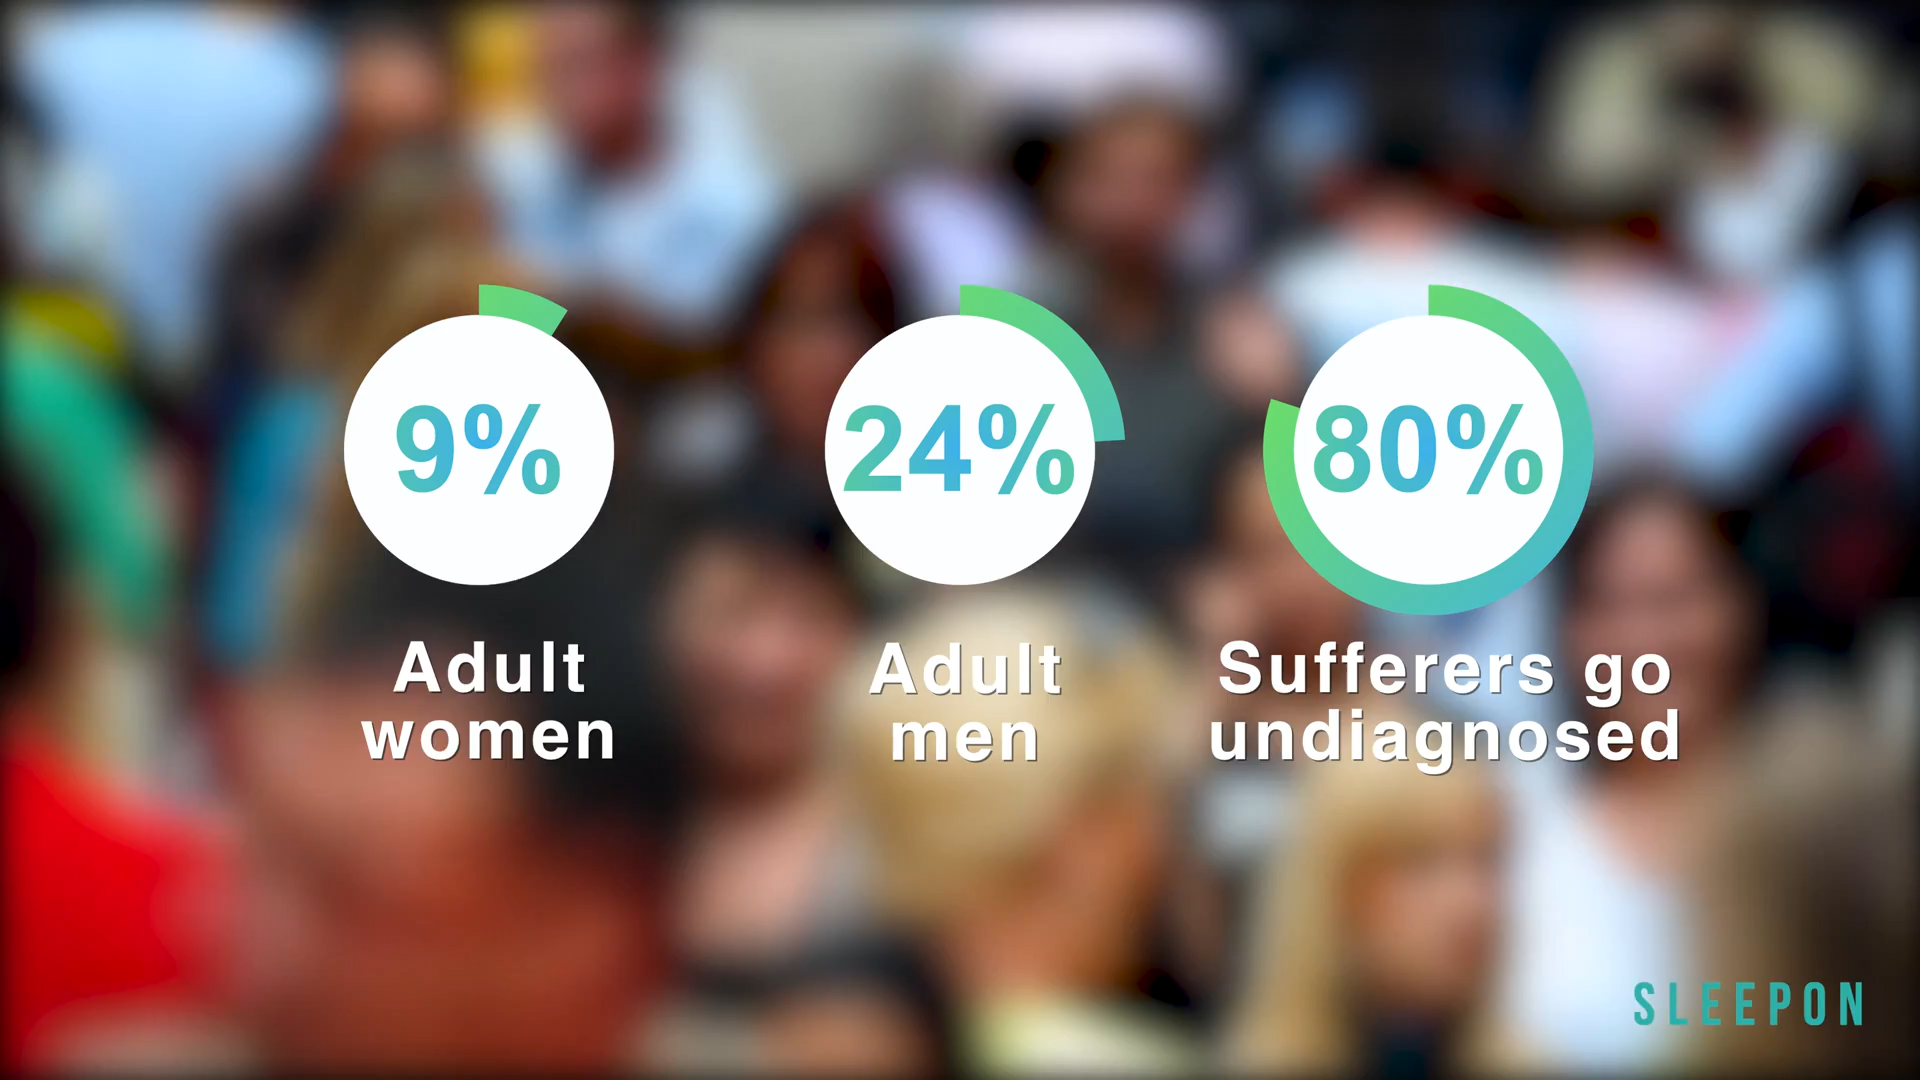 9%
24%
80%
Adult
women
Adult
men
Sufferers go
undiagnosed
SLEEPON